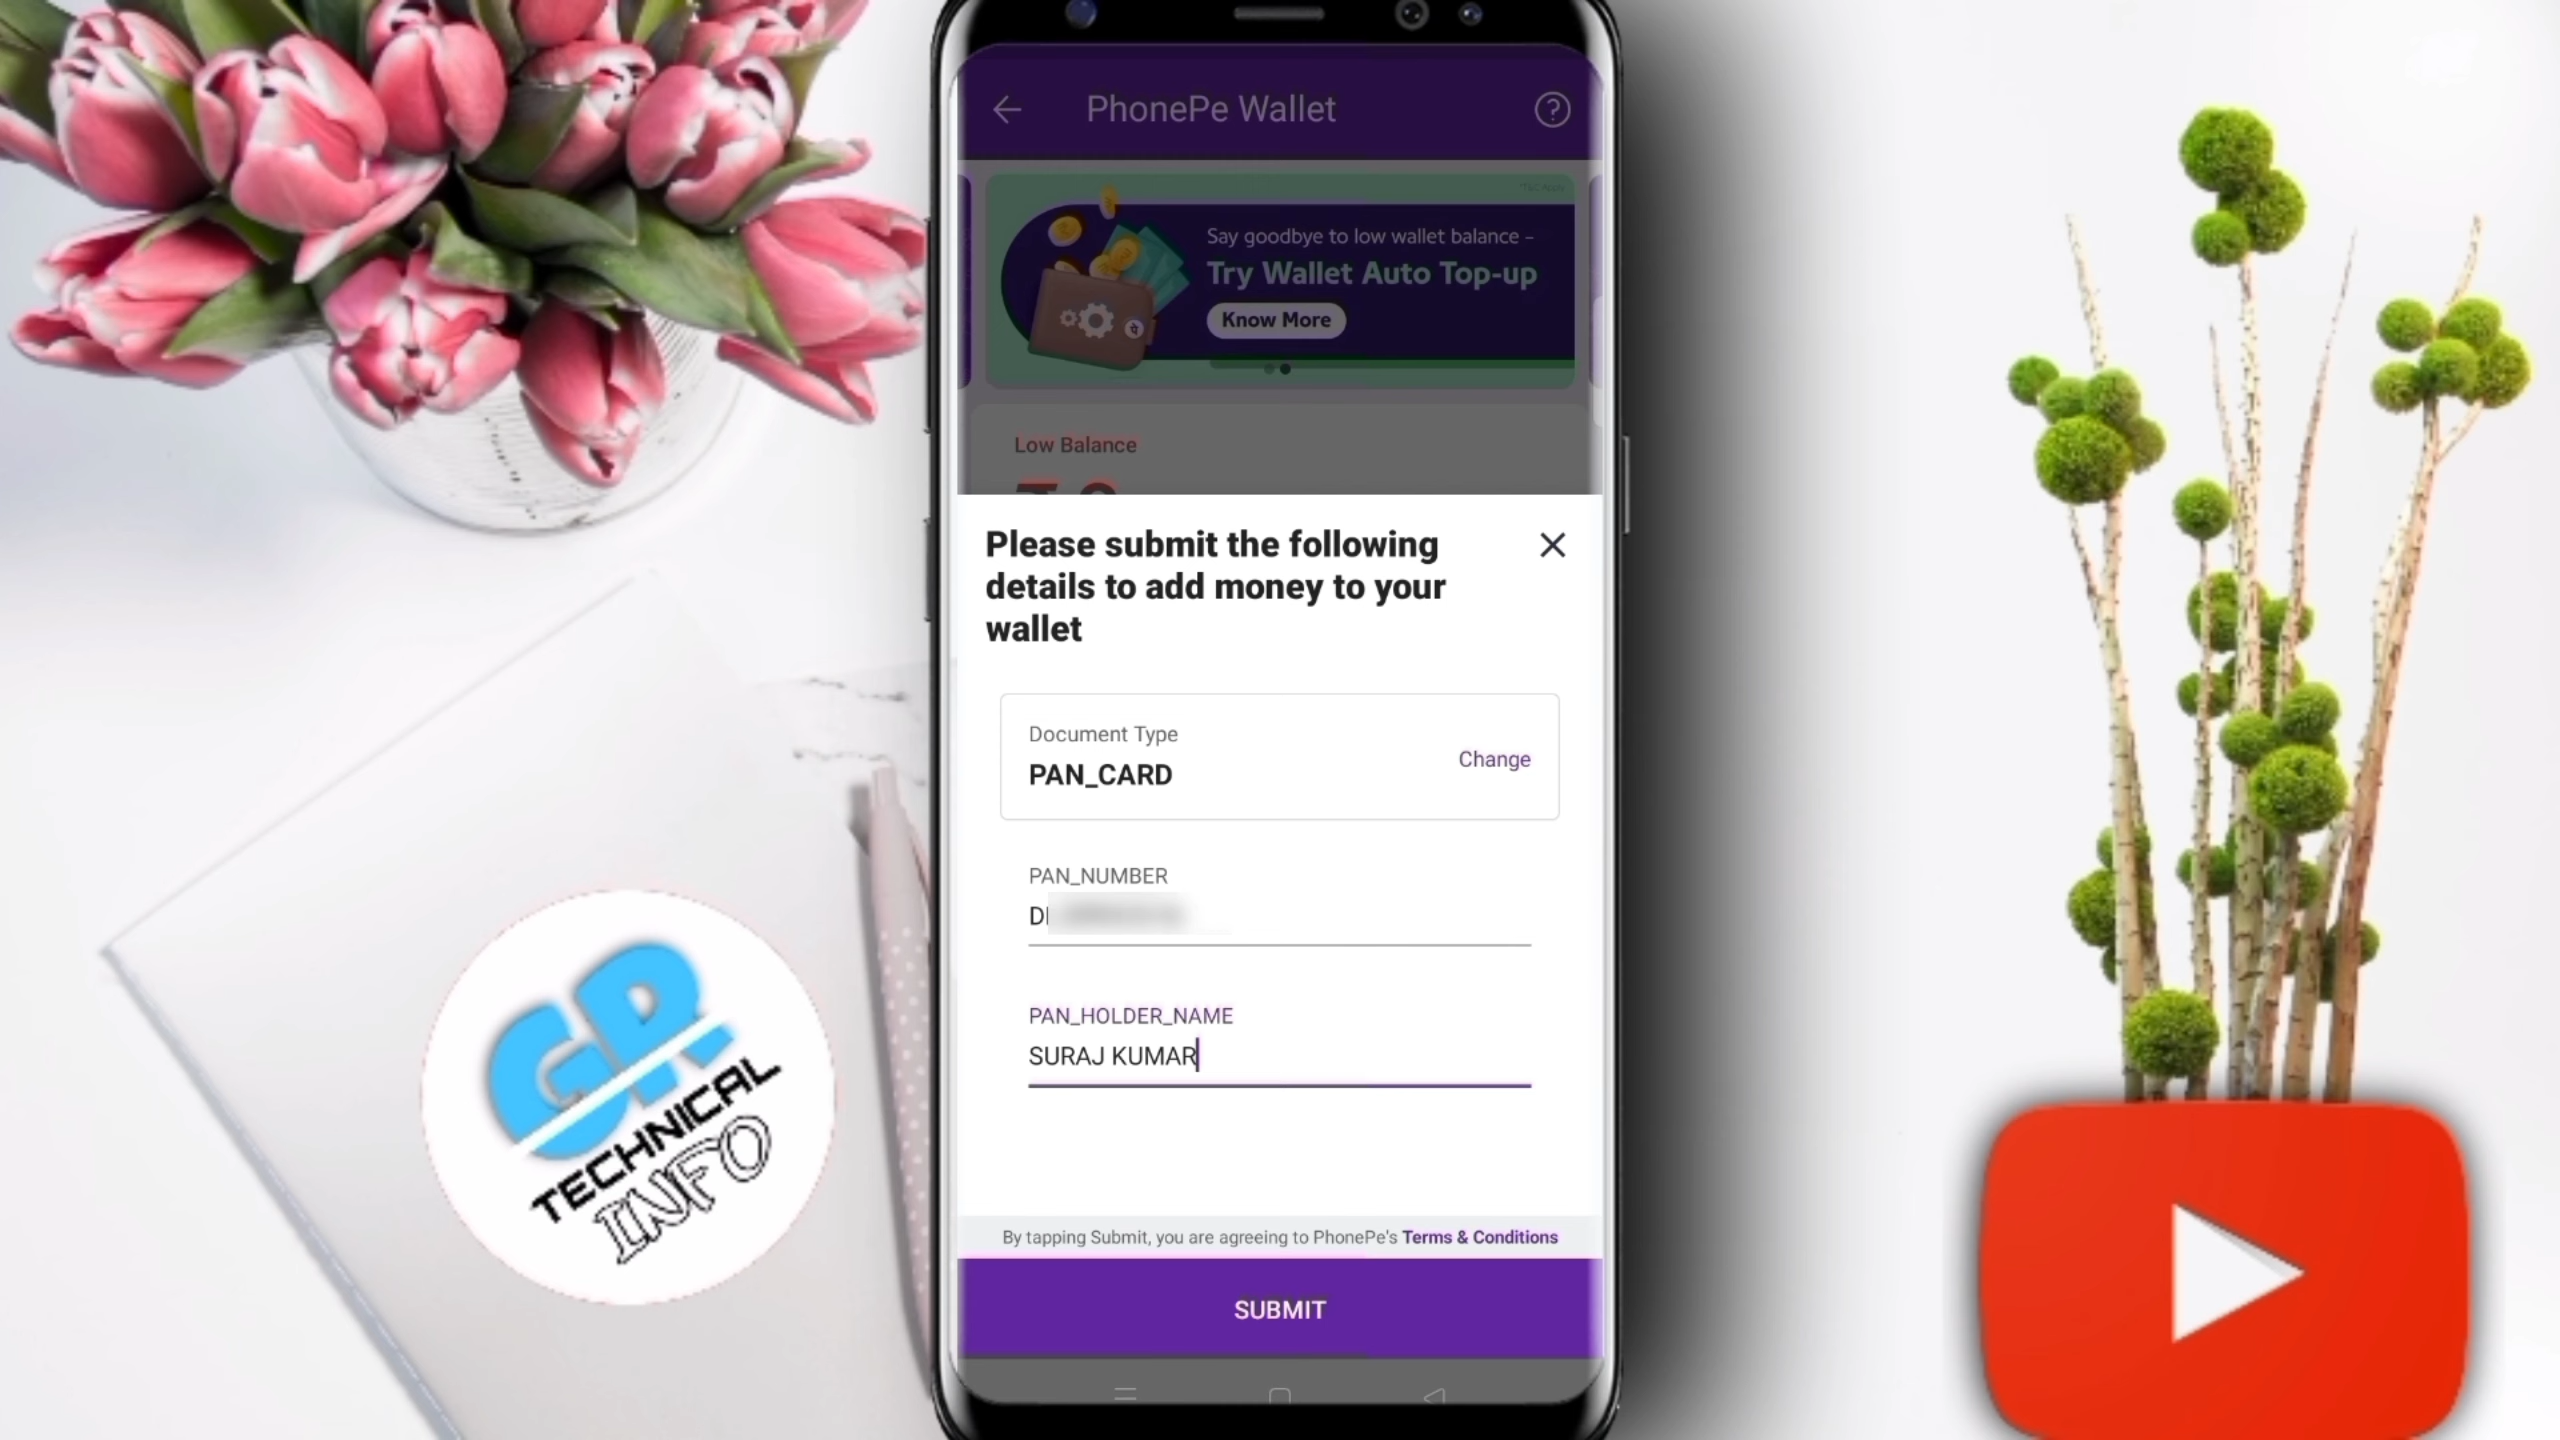 PhonePe Wallet
Say goodbye to low wallet balance –
Try Wallet Auto Top-up
Know More
Low Balance
Please submit the following
details to add money to your
wallet
Document Type
PAN_CARD
Change
PAN_NUMBER
PAN_HOLDER_NAME
SURAJ KUMAR
By tapping Submit, you are agreeing to PhonePe's Terms & Conditions
SUBMIT
GR
TECHNICAL
INFO